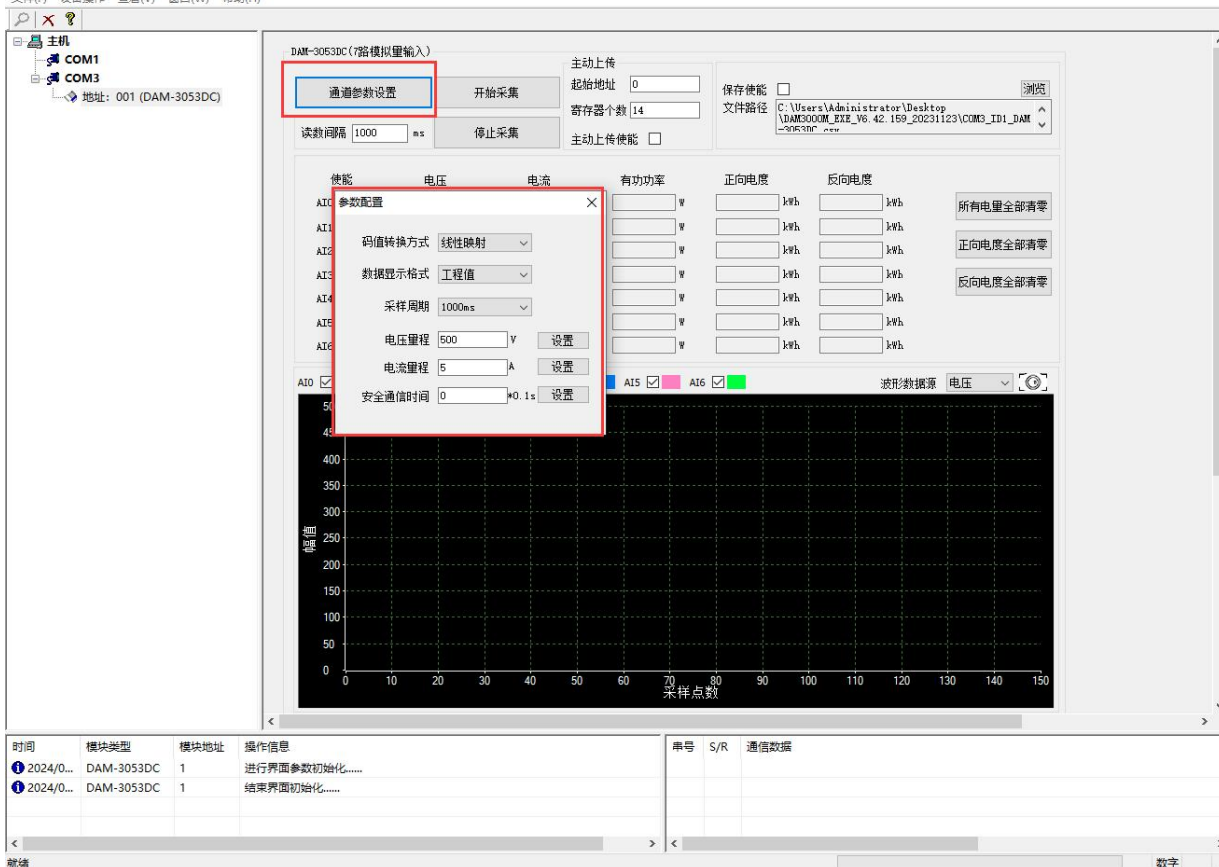 主机
COM1
COM3
地址：001 (DAM-3053DC)
DAM-3053DC(7路模拟量输入)
通道参数设置
开始采集
读数间隔 1000 ms
停止采集
主动上传
起始地址 0
寄存器个数 14
主动上传使能
保存使能
浏览
文件路径 C:\Users\Administrator\Desktop
\DAM3000M_EXE_V6.42.159_20231123\COM3_ID1_DAM
-3053DC.csv
使能 电压 电流 有功功率 正向电度 反向电度
AI0 W kWh kWh
AI1 W kWh kWh
AI2 W kWh kWh
AI3 W kWh kWh
AI4 W kWh kWh
AI5 W kWh kWh
AI6 W kWh kWh
所有电量全部清零
正向电度全部清零
反向电度全部清零
参数配置
码值转换方式 线性映射
数据显示格式 工程值
采样周期 1000ms
电压量程 500 V 设置
电流量程 5 A 设置
安全通信时间 0 *0.1s 设置
AI0 AI5 AI6 波形数据源 电压
400
350
300
250
200
150
100
50
0
幅值
0 10 20 30 40 50 60 70 80 90 100 110 120 130 140 150
采样点数
时间 模块类型 模块地址 操作信息
2024/0... DAM-3053DC 1 进行界面参数初始化......
2024/0... DAM-3053DC 1 结束界面初始化......
串号 S/R 通信数据
就绪
数字